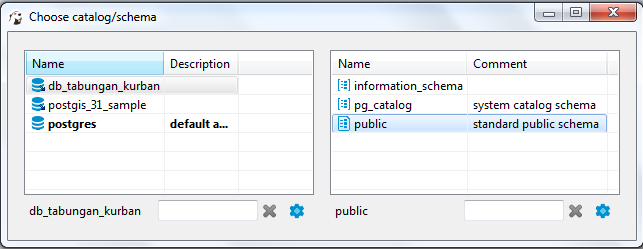 Choose catalog/schema
Name Description
db_tabungan_kurban
postgis_31_sample
postgres default a...
db_tabungan_kurban
Name Comment
information_schema
pg_catalog system catalog schema
public standard public schema
public